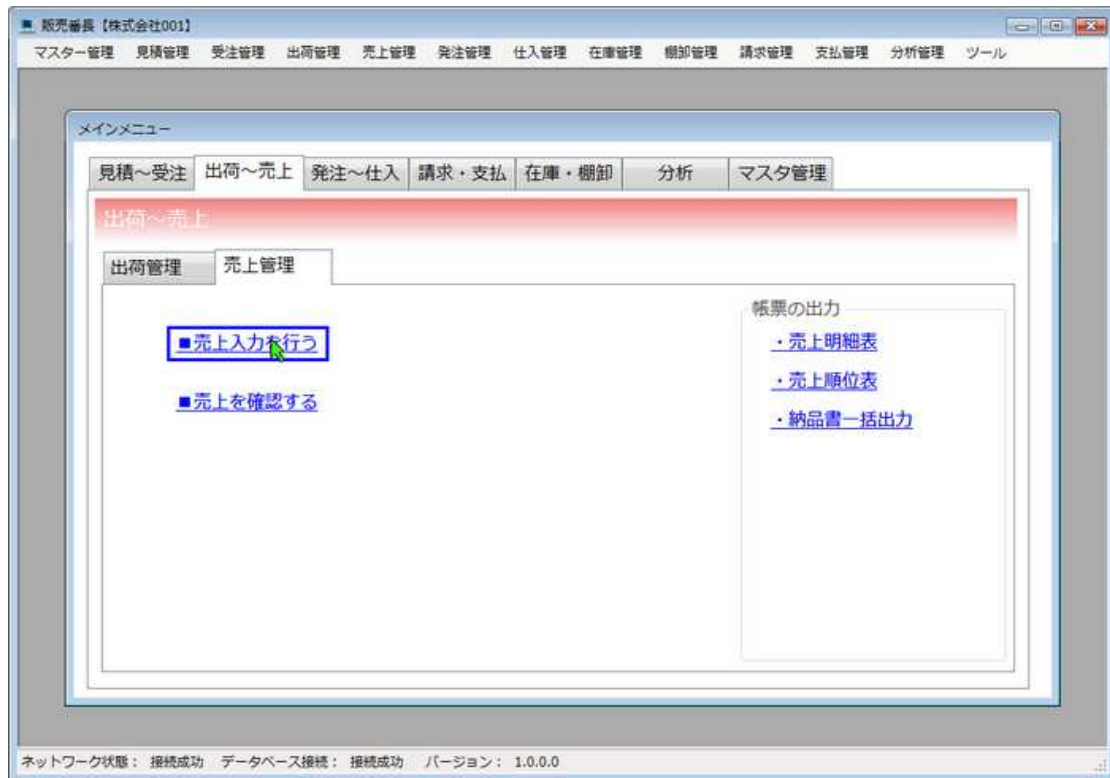 販売番長【株式会社001】
マスター管理 見積管理 受注管理 出荷管理 売上管理 発注管理 仕入管理 在庫管理 棚卸管理 請求管理 支払管理 分析管理 ツール
メインメニュー
見積～受注 出荷～売上 発注～仕入 請求・支払 在庫・棚卸 分析 マスタ管理
出荷～売上
出荷管理 売上管理
帳票の出力
■売上入力を行う ・売上明細表
・売上順位表
■売上を確認する
・納品書一括出力
ネットワーク状態： 接続成功 データベース接続： 接続成功 バージョン： 1.0.0.0